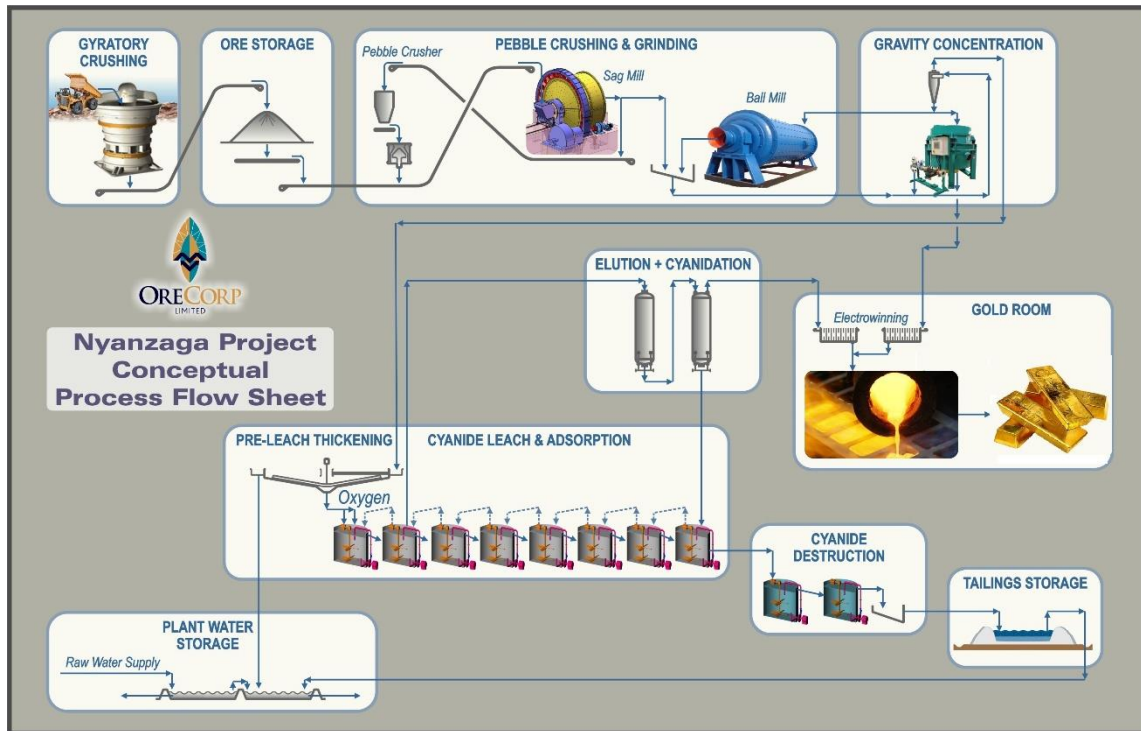 GYRATORY
CRUSHING
ORE STORAGE
PEBBLE CRUSHING & GRINDING
Pebble Crusher
Sag Mill
Ball Mill
GRAVITY CONCENTRATION
ORECORP
LIMITED
Nyanzaga Project
Conceptual
Process Flow Sheet
ELUTION + CYANIDATION
GOLD ROOM
Electrowinning
PRE-LEACH THICKENING
CYANIDE LEACH & ADSORPTION
Oxygen
CYANIDE
DESTRUCTION
TAILINGS STORAGE
PLANT WATER
STORAGE
Raw Water Supply